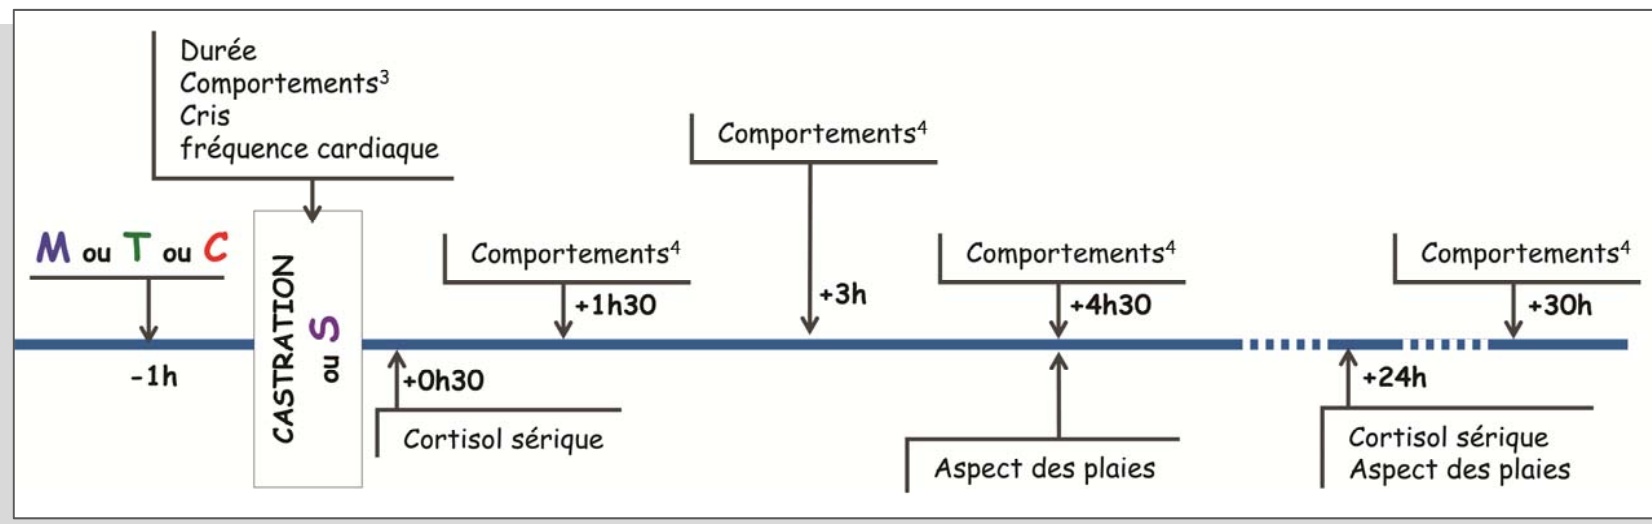 Durée
Comportements³
Cris
fréquence cardiaque
M ou T ou C
-1h
CASTRATION
ou S
Cortisol sérique
+0h30
Comportements⁴
+1h30
Comportements⁴
+3h
Comportements⁴
+4h30
Aspect des plaies
+24h
Cortisol sérique
Aspect des plaies
Comportements⁴
+30h